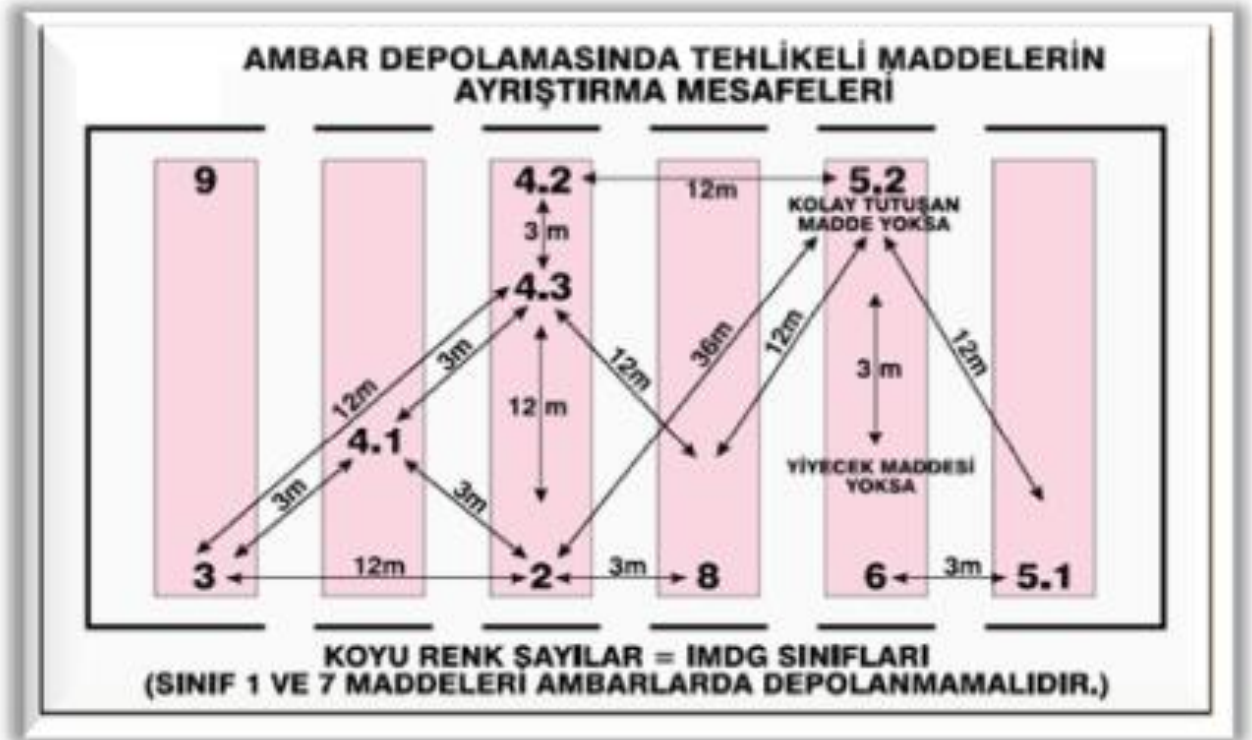 AMBAR DEPOLAMASINDA TEHLİKELİ MADDELERİN
AYRIŞTIRMA MESAFELERİ
9
4.2
12m
5.2
KOLAY TUTUŞAN
MADDE YOKSA
3 m
4.3
12m
3m
12 m
12m
36m
12m
3 m
12m
4.1
3m
3m
YİYECEK MADDESİ
YOKSA
3
12m
2
3m
8
6
3m
5.1
KOYU RENK SAYILAR = IMDG SINIFLARI
(SINIF 1 VE 7 MADDELERİ AMBARLARDA DEPOLANMAMALIDIR.)